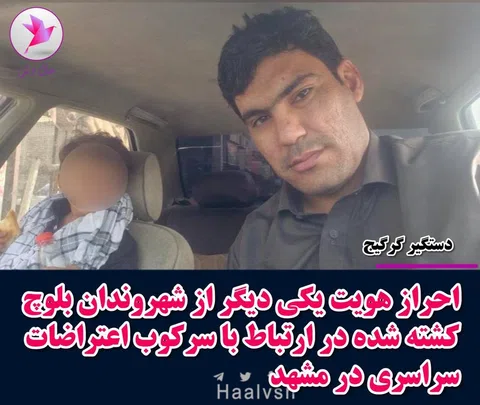 دستگیر گرگیج
احراز هویت یکی دیگر از شهروندان بلوچ
کشته شده در ارتباط با سرکوب اعتراضات
سراسری در مشهد
Haalvsh